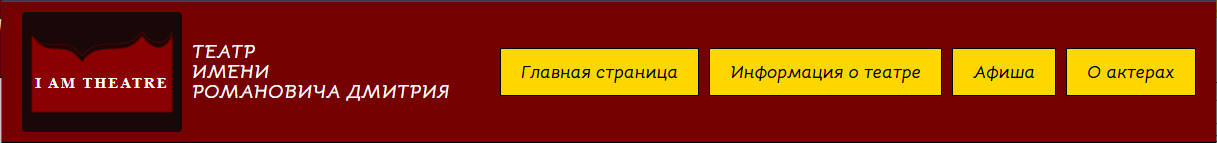 I AM THEATRE
ТЕАТР
ИМЕНИ
РОМАНОВИЧА ДМИТРИЯ
Главная страница
Информация о театре
Афиша
О актерах